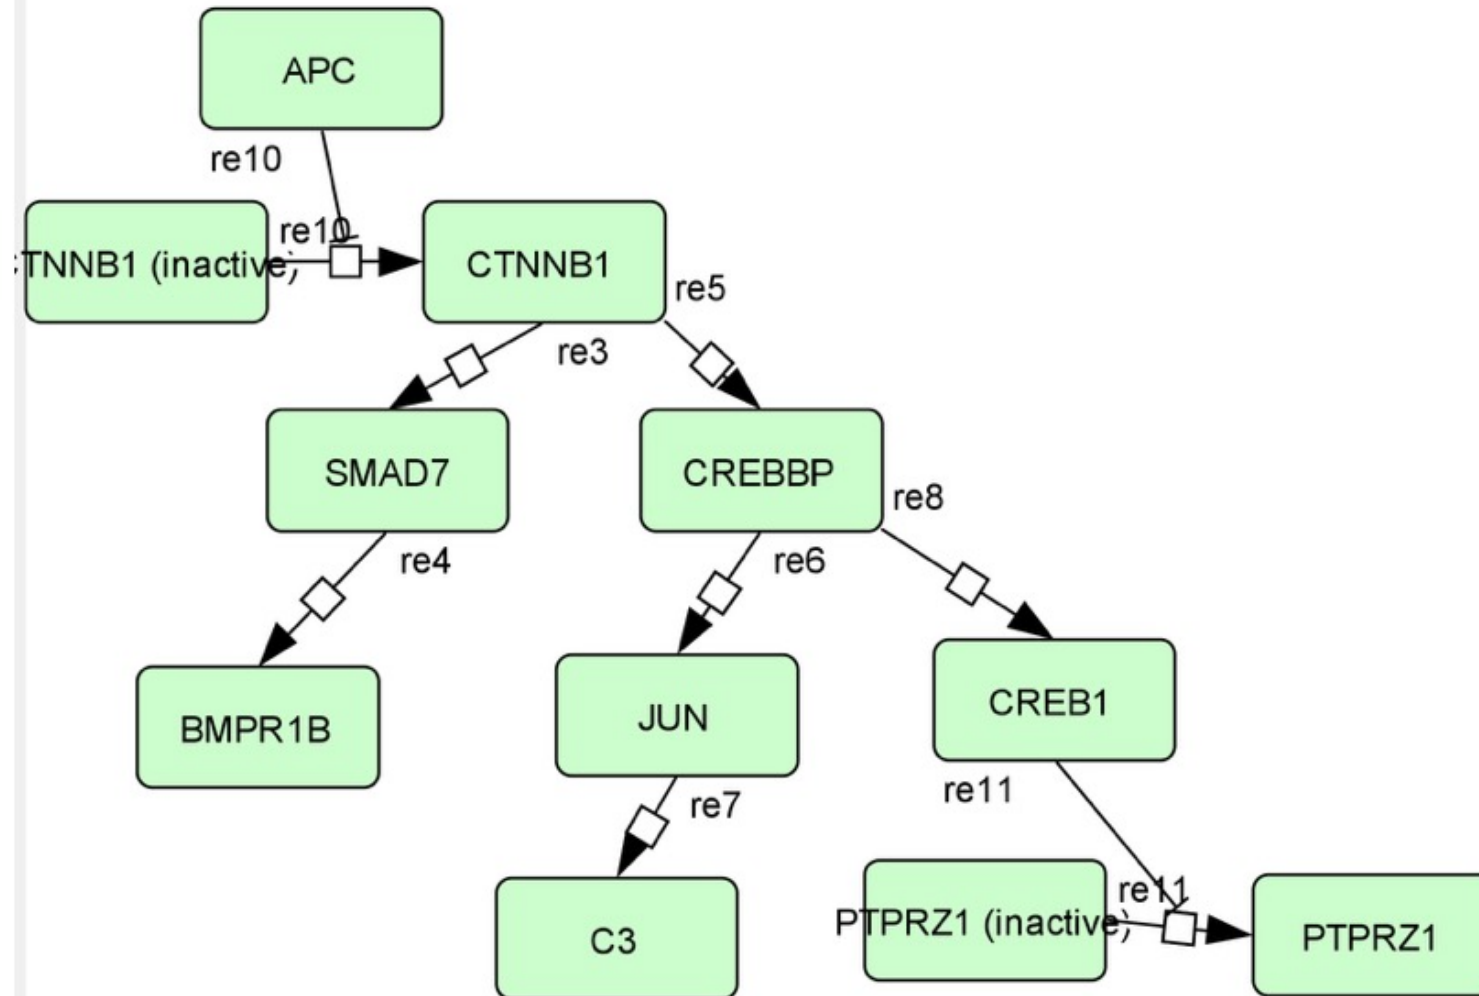 APC
re10
re10
CTNNB1 (inactive)
CTNNB1
re5
re3
SMAD7
CREBBP
re8
re4
re6
BMPR1B
JUN
CREB1
re7
re11
re11
PTPRZ1 (inactive)
PTPRZ1
C3